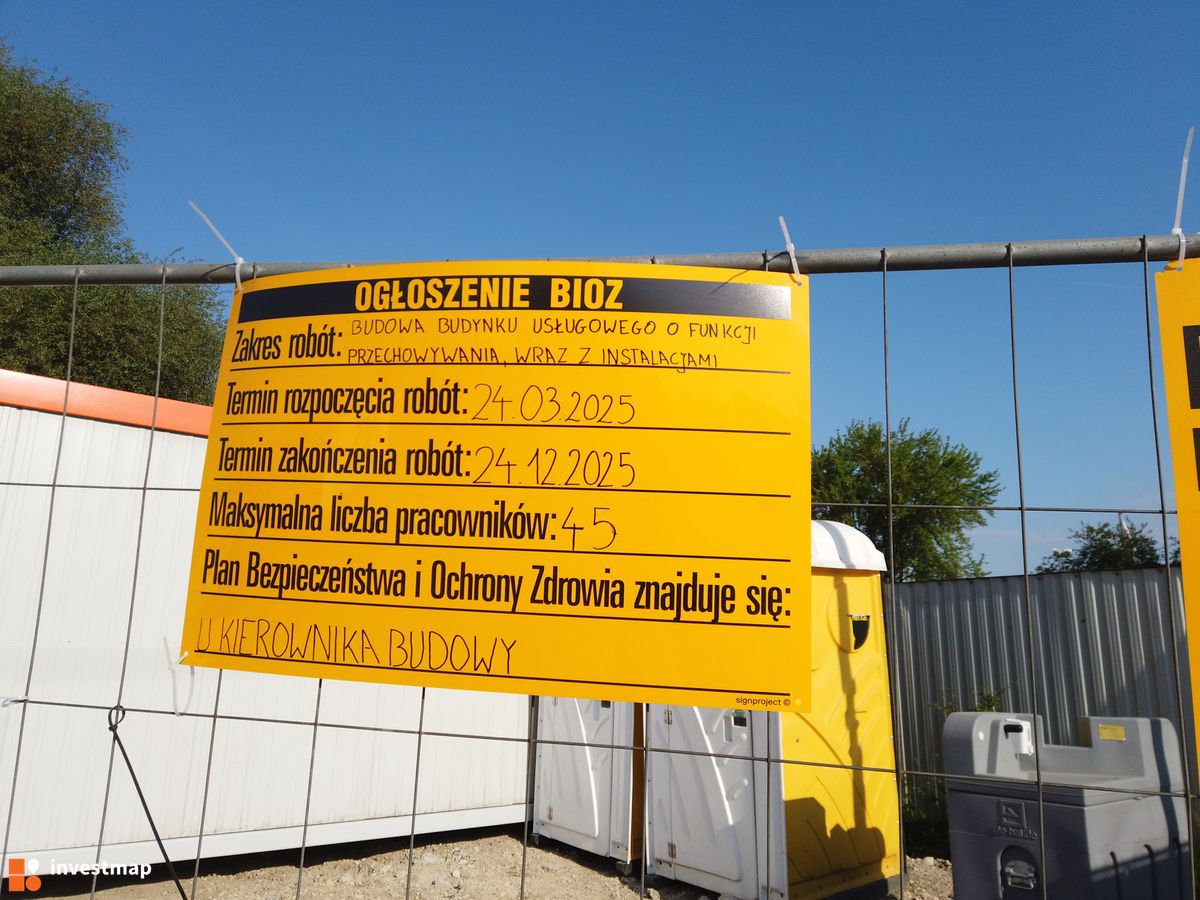 OGŁOSZENIE BIOZ
Zakres robót: BUDOWA BUDYNKU USŁUGOWEGO O FUNKCJI
PRZECHOWYWANIA, WRAZ Z INSTALACJAMI
Termin rozpoczęcia robót: 24.03.2025
Termin zakończenia robót: 24.12.2025
Maksymalna liczba pracowników: 45
Plan Bezpieczeństwa i Ochrony Zdrowia znajduje się:
U KIEROWNIKA BUDOWY
signproject ©
investmap